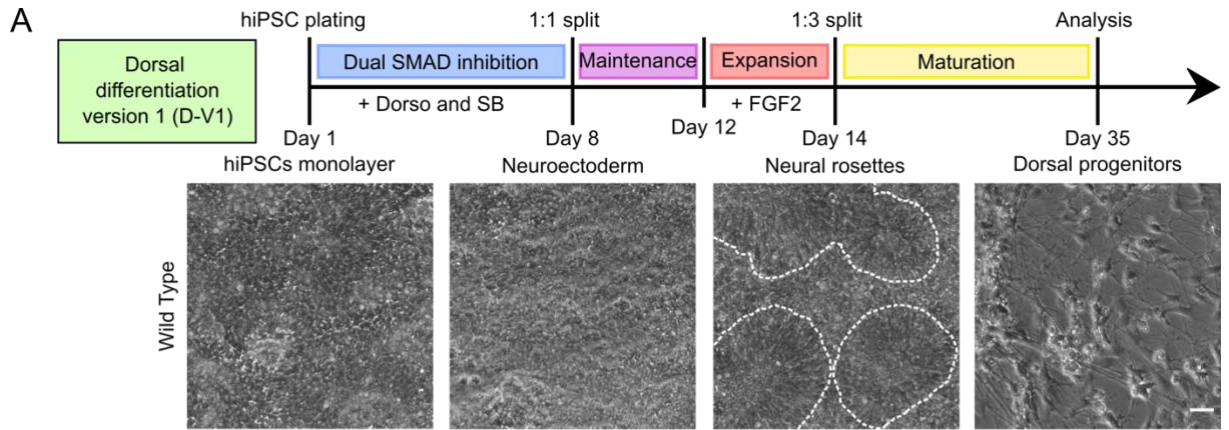 A
hiPSC plating
1:1 split
1:3 split
Analysis
Dorsal
differentiation
version 1 (D-V1)
Dual SMAD inhibition
Maintenance
Expansion
Maturation
+ Dorso and SB
+ FGF2
Day 1
Day 8
Day 12
Day 14
Day 35
hiPSCs monolayer
Neuroectoderm
Neural rosettes
Dorsal progenitors
Wild Type